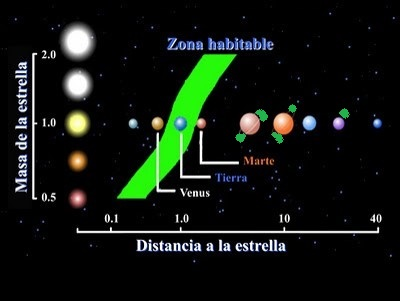 Zona habitable
Masa de la estrella
2.0
1.0
0.5
Marte
Tierra
Venus
0.1
1.0
10
40
Distancia a la estrella